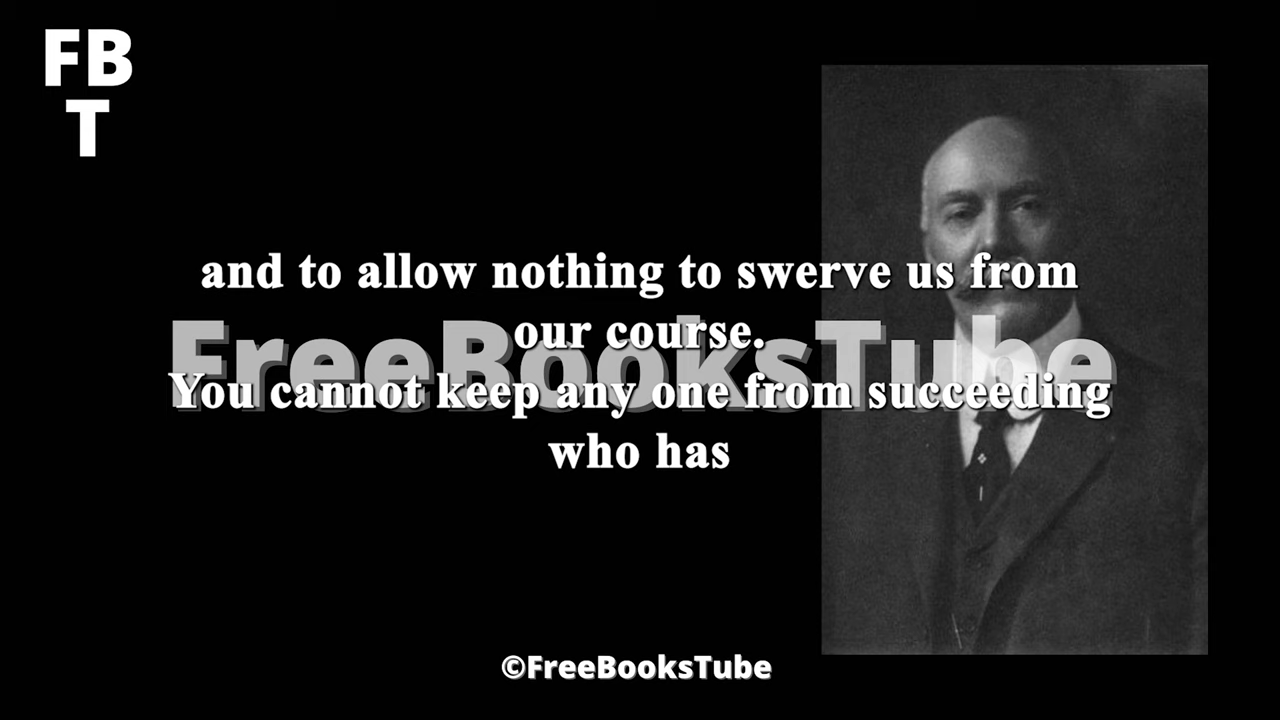 FB
T
and to allow nothing to swerve us from
our course.
FreeBooksTube
You cannot keep any one from succeeding
who has
©FreeBooksTube